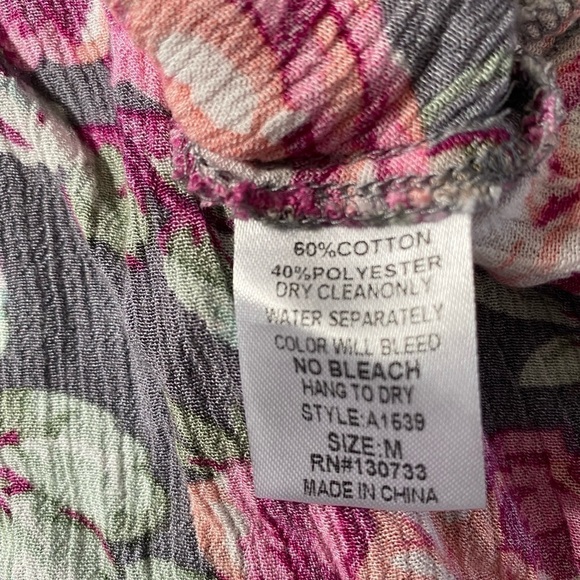 60%COTTON
40%POLYESTER
DRY CLEANONLY
WATER SEPARATELY
COLOR WILL BLEED
NO BLEACH
HANG TO DRY
STYLE:A1639
SIZE:M
RN#130733
MADE IN CHINA